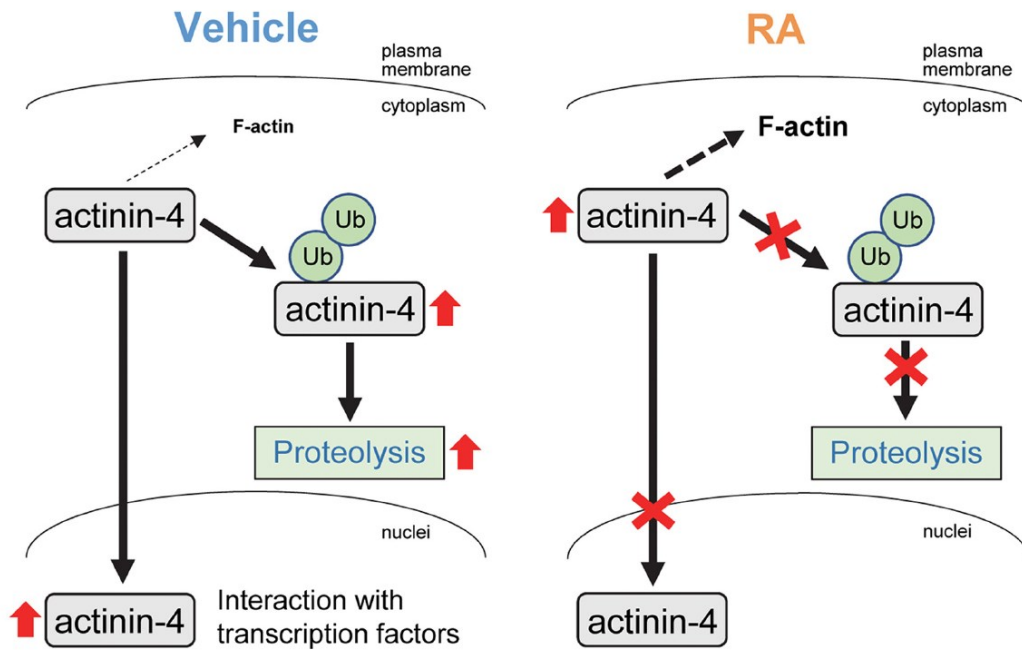 Vehicle
plasma
membrane
cytoplasm
F-actin
actinin-4
Ub
Ub
actinin-4
Proteolysis
nuclei
actinin-4
Interaction with
transcription factors
RA
plasma
membrane
cytoplasm
F-actin
actinin-4
Ub
Ub
actinin-4
Proteolysis
nuclei
actinin-4